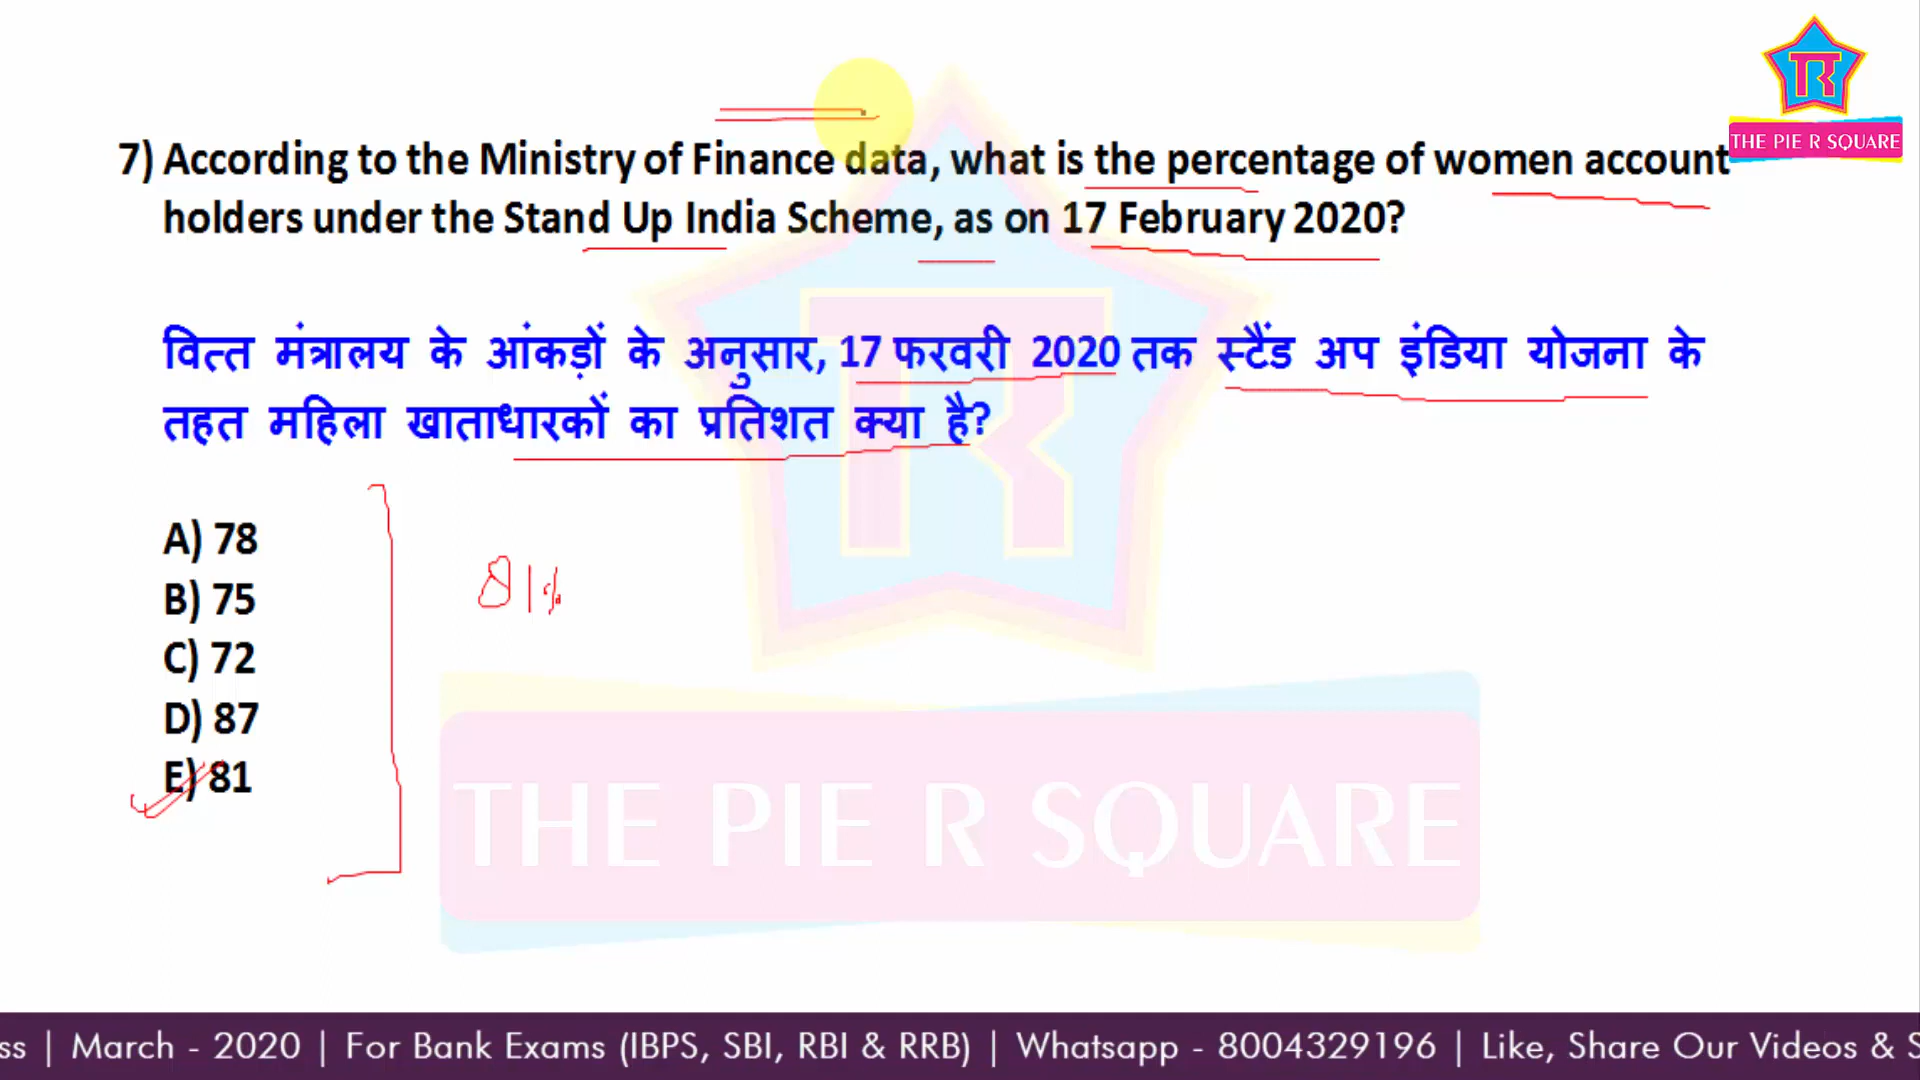 THE PIE R SQUARE
7) According to the Ministry of Finance data, what is the percentage of women account
holders under the Stand Up India Scheme, as on 17 February 2020?
वित्त मंत्रालय के आंकड़ों के अनुसार, 17 फरवरी 2020 तक स्टैंड अप इंडिया योजना के
तहत महिला खाताधारकों का प्रतिशत क्या है?
A) 78
B) 75
C) 72
D) 87
E) 81
81%
THE PIE R SQUARE
ss | March - 2020 | For Bank Exams (IBPS, SBI, RBI & RRB) | Whatsapp - 8004329196 | Like, Share Our Videos & S